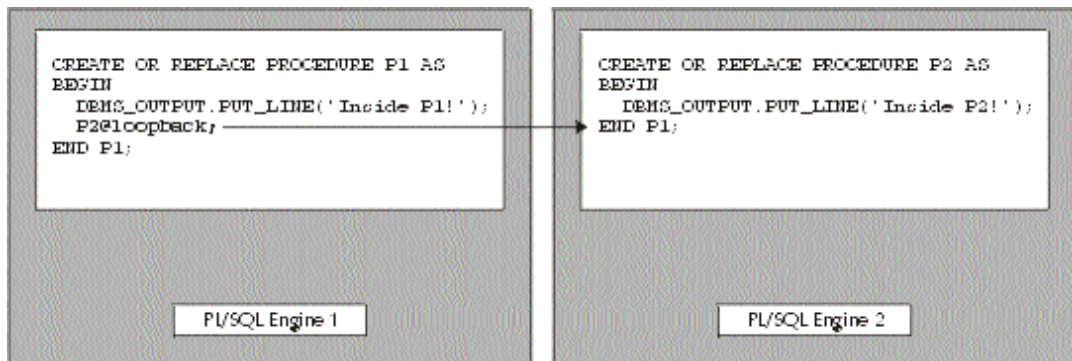 CREATE OR REPLACE PROCEDURE P1 AS
BEGIN
DBMS_OUTPUT.PUT_LINE('Inside P1!');
P2@loopback;
END P1;
PL/SQL Engine 1
CREATE OR REPLACE PROCEDURE P2 AS
BEGIN
DBMS_OUTPUT.PUT_LINE('Inside P2!');
END P1;
PL/SQL Engine 2